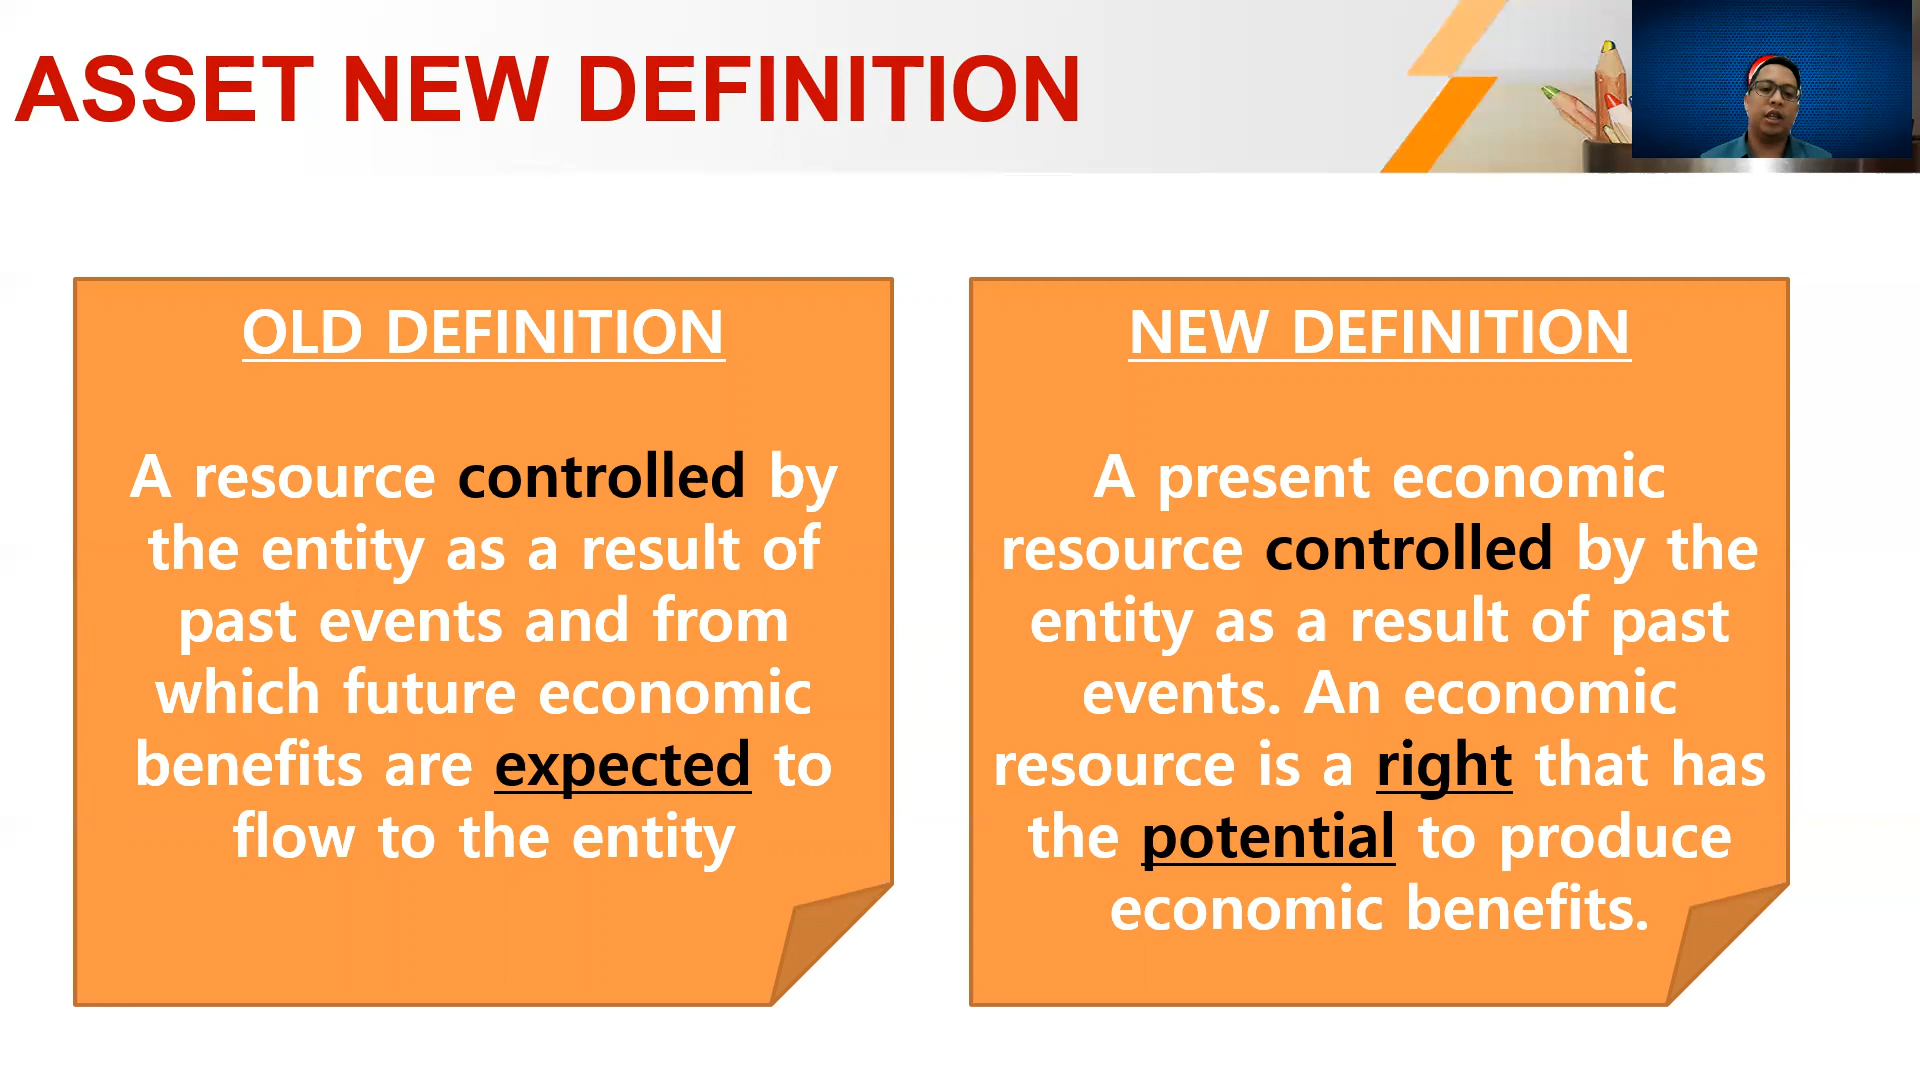 ASSET NEW DEFINITION
OLD DEFINITION
A resource controlled by
the entity as a result of
past events and from
which future economic
benefits are expected to
flow to the entity
NEW DEFINITION
A present economic
resource controlled by the
entity as a result of past
events. An economic
resource is a right that has
the potential to produce
economic benefits.